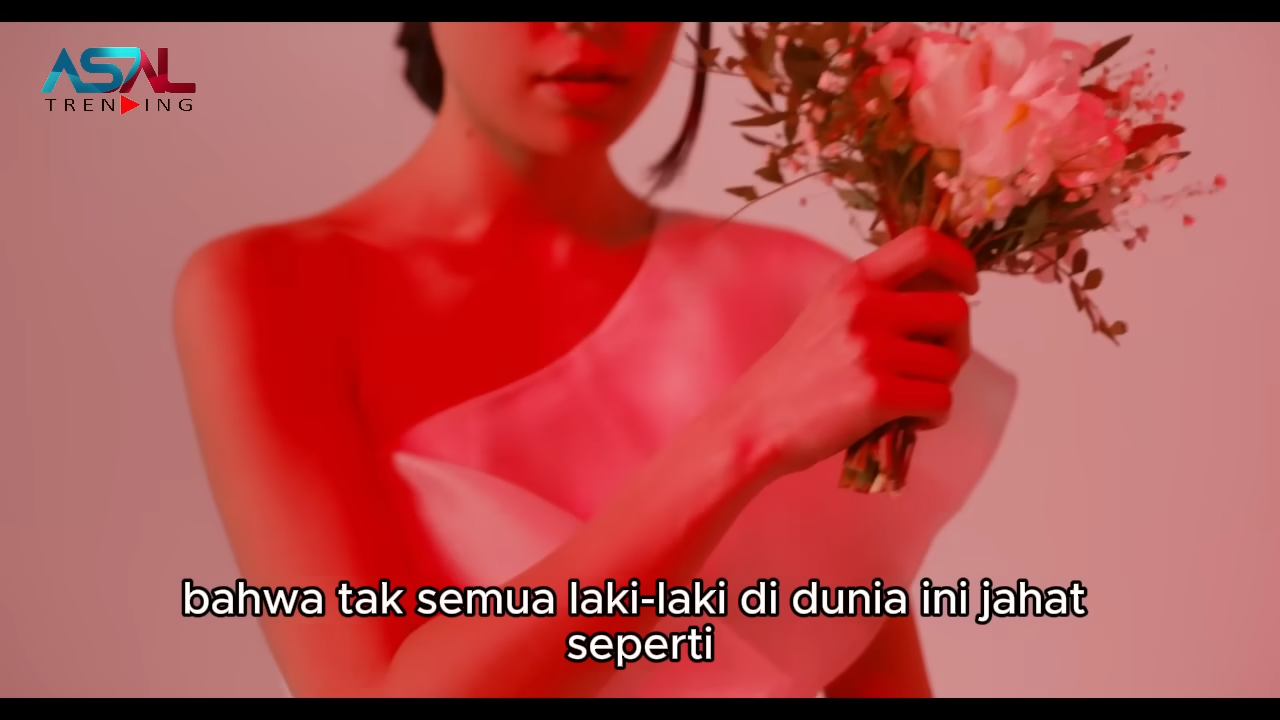 ASAL
TRENDING
bahwa tak semua laki-laki di dunia ini jahat
seperti